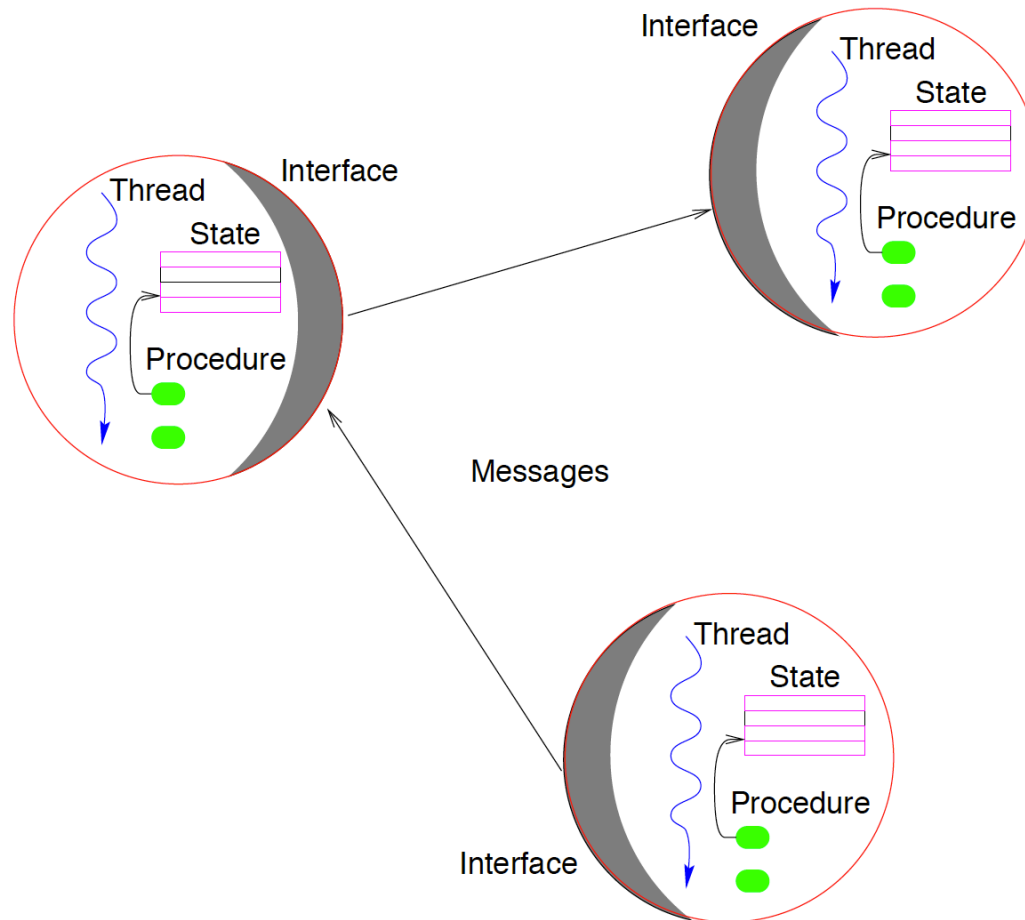 Interface
Thread
State
Procedure
Interface
Thread
State
Procedure
Messages
Thread
State
Procedure
Interface